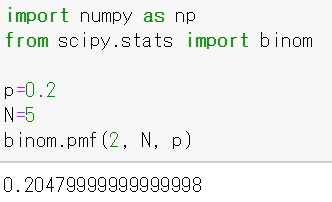 import numpy as np
from scipy.stats import binom
p=0.2
N=5
binom.pmf(2, N, p)
0.20479999999999998